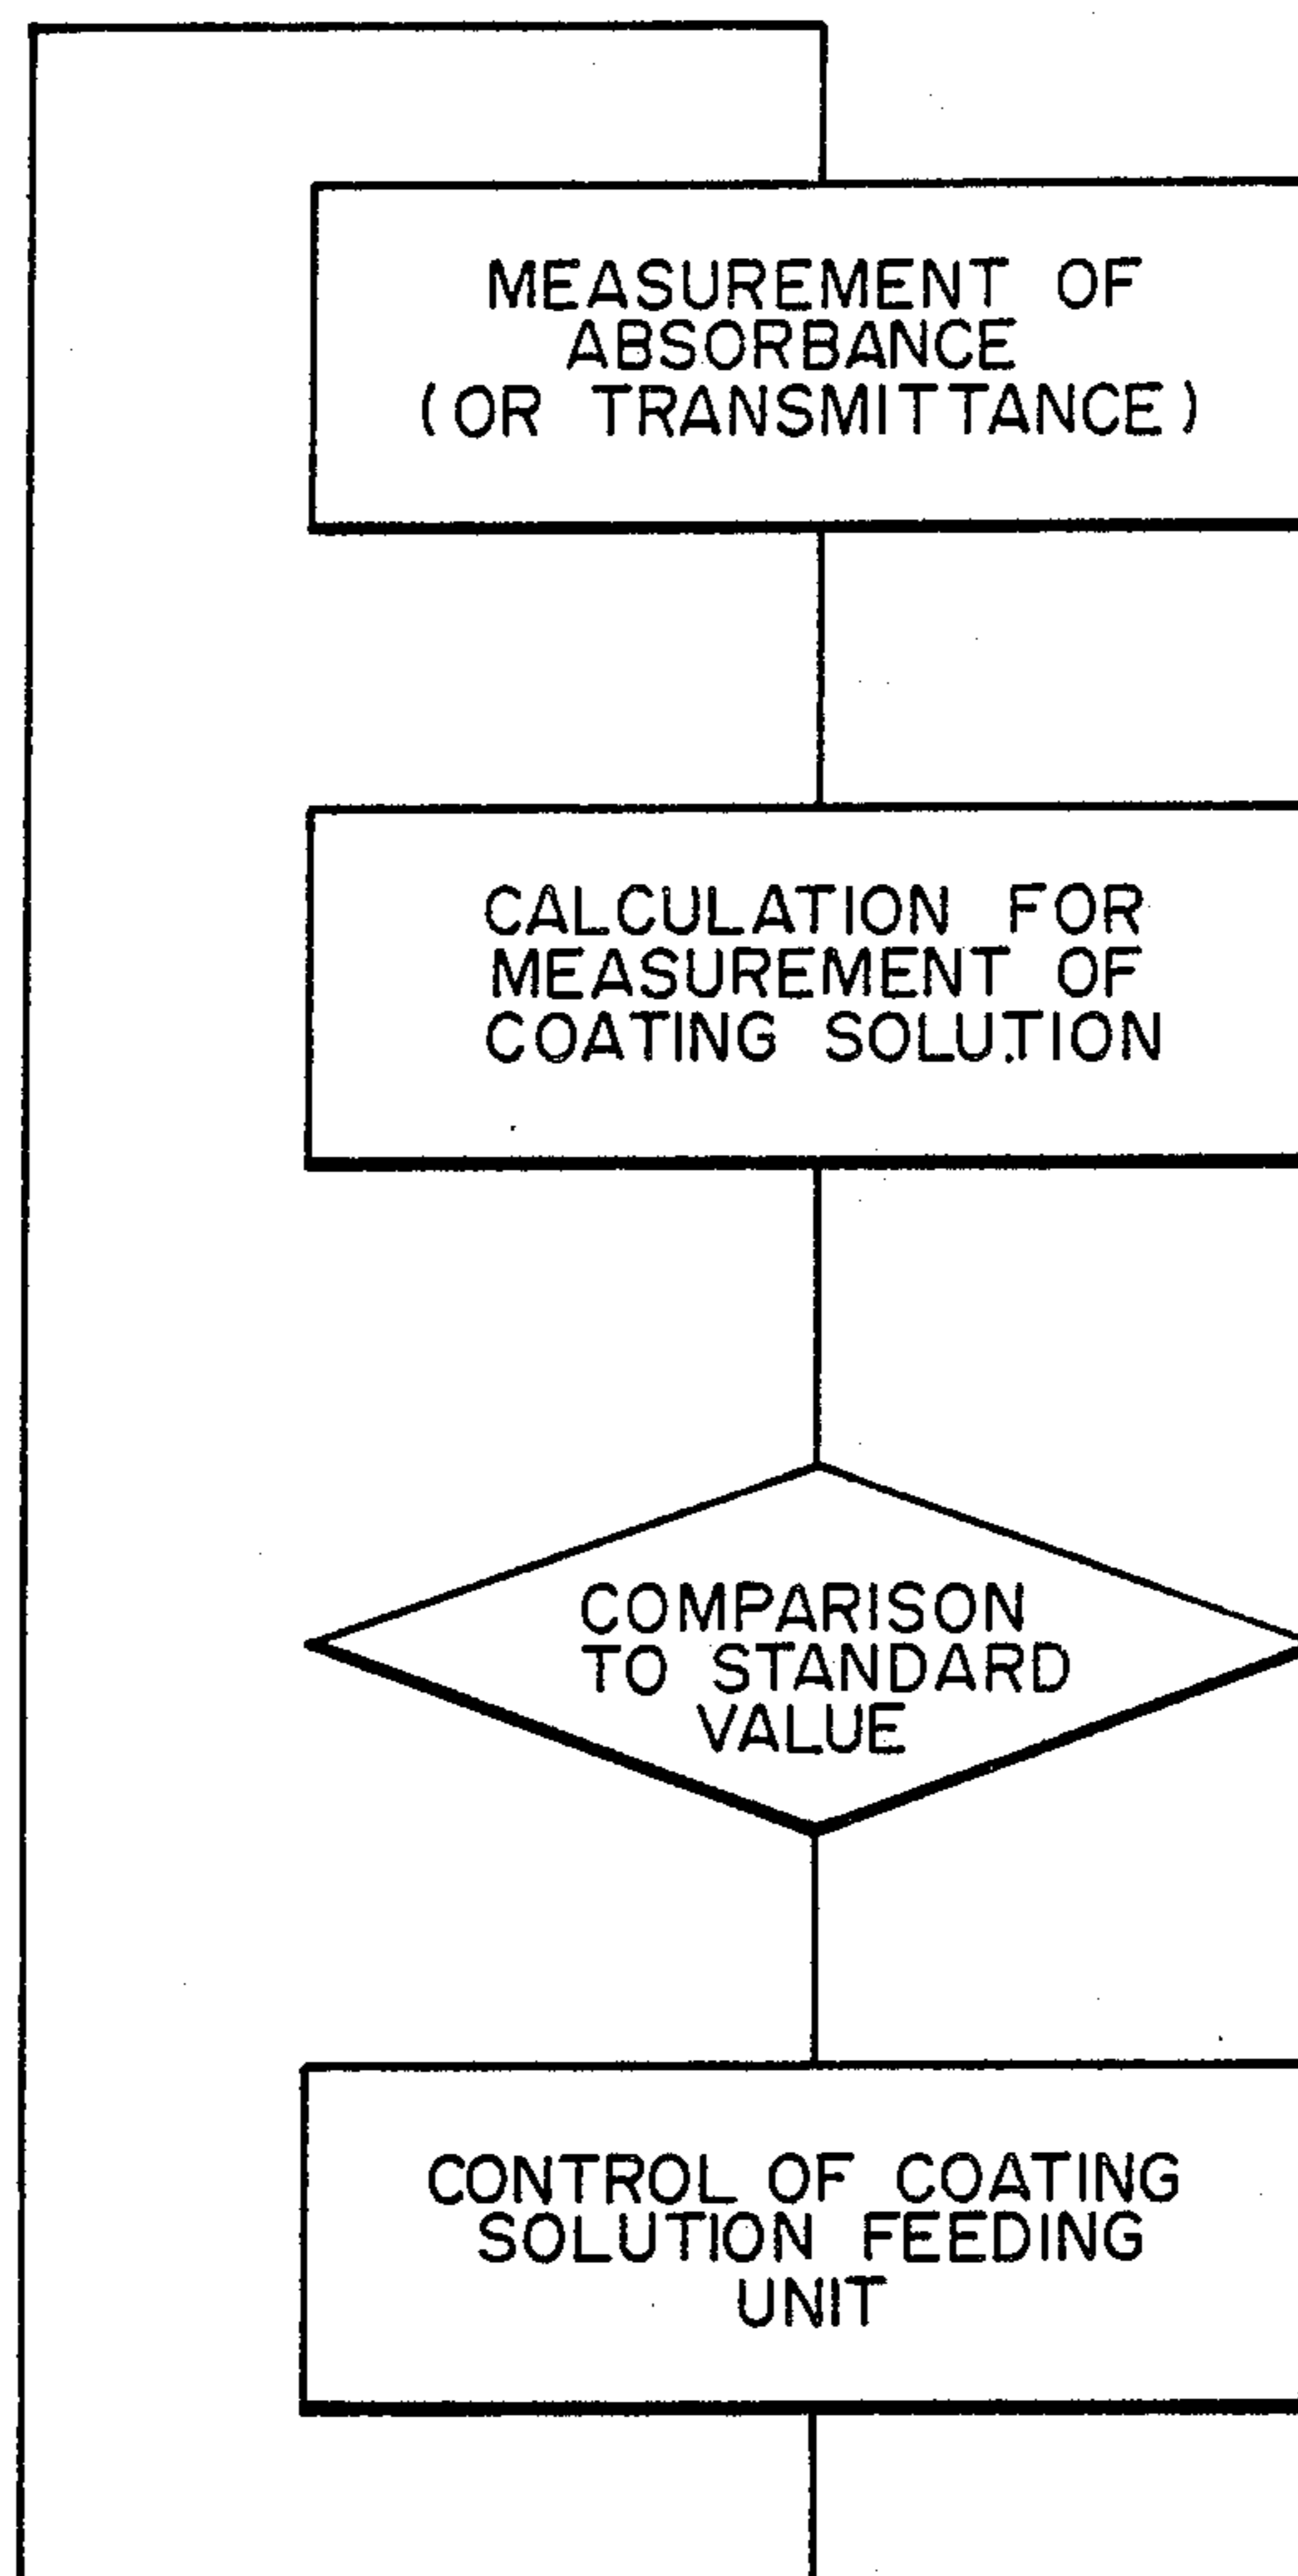 MEASUREMENT OF
ABSORBANCE
(OR TRANSMITTANCE)
CALCULATION FOR
MEASUREMENT OF
COATING SOLUTION
COMPARISON
TO STANDARD
VALUE
CONTROL OF COATING
SOLUTION FEEDING
UNIT